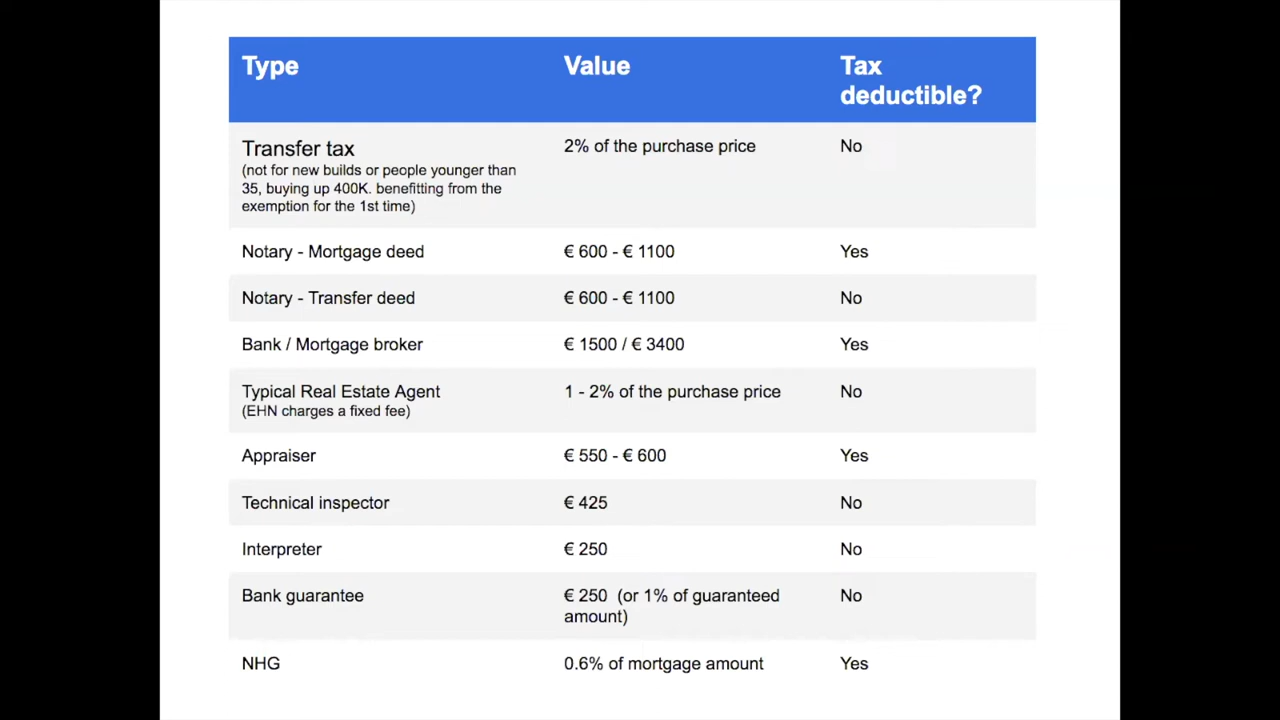 Type Value Tax
deductible?
Transfer tax 2% of the purchase price No
(not for new builds or people younger than
35, buying up 400K. benefitting from the
exemption for the 1st time)
Notary - Mortgage deed € 600 - € 1100 Yes
Notary - Transfer deed € 600 - € 1100 No
Bank / Mortgage broker € 1500 / € 3400 Yes
Typical Real Estate Agent 1 - 2% of the purchase price No
(EHN charges a fixed fee)
Appraiser € 550 - € 600 Yes
Technical inspector € 425 No
Interpreter € 250 No
Bank guarantee € 250 (or 1% of guaranteed No
amount)
NHG 0.6% of mortgage amount Yes